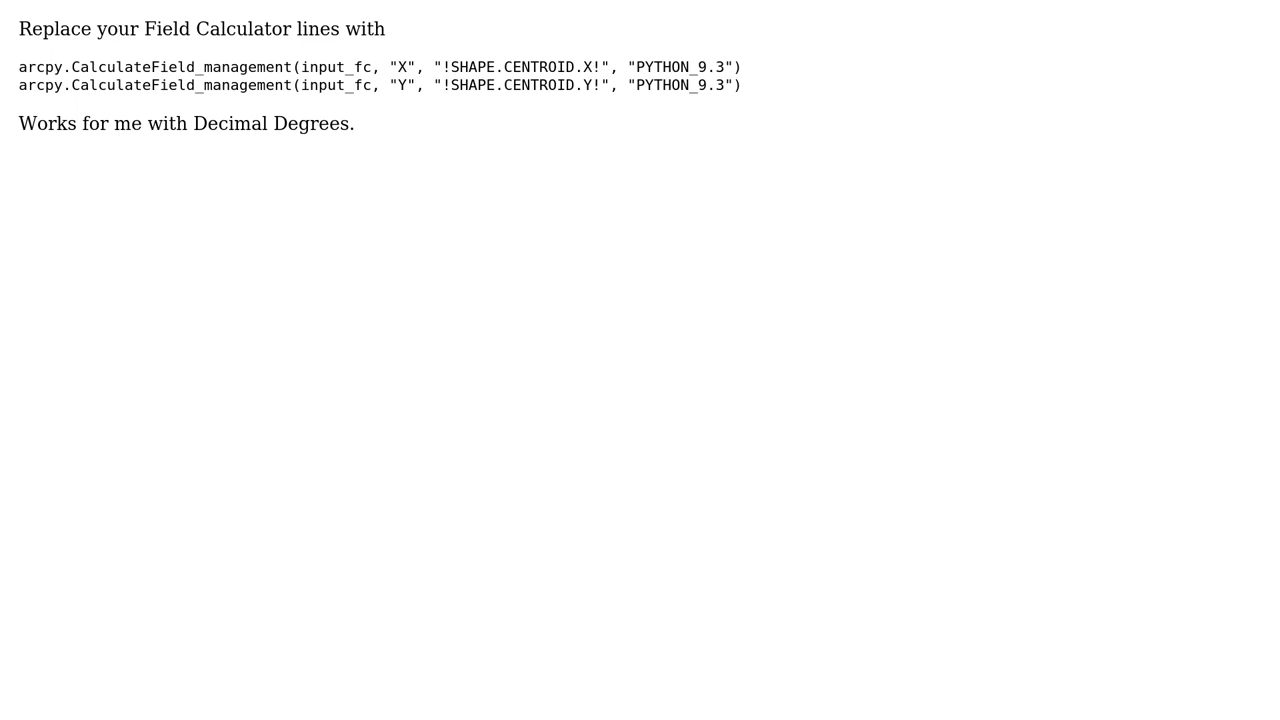 Replace your Field Calculator lines with
arcpy.CalculateField_management(input_fc, "X", "!SHAPE.CENTROID.X!", "PYTHON_9.3")
arcpy.CalculateField_management(input_fc, "Y", "!SHAPE.CENTROID.Y!", "PYTHON_9.3")
Works for me with Decimal Degrees.